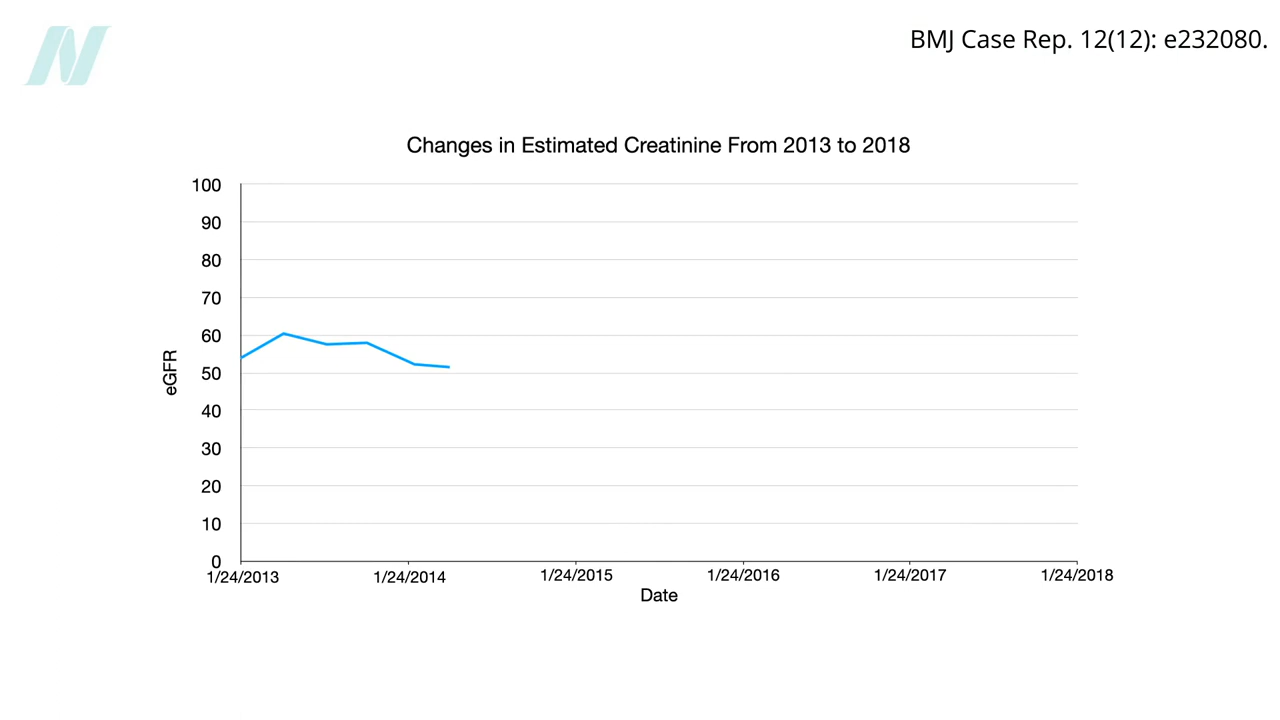 BMJ Case Rep. 12(12): e232080.
Changes in Estimated Creatinine From 2013 to 2018
100
90
80
70
60
50
40
30
20
10
0
eGFR
1/24/2013 1/24/2014 1/24/2015 1/24/2016 1/24/2017 1/24/2018
Date